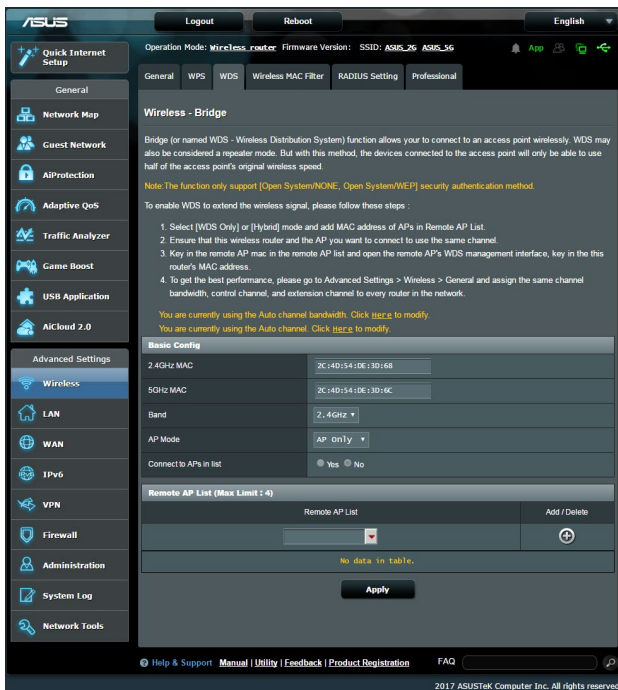 ASUS
Logout
Reboot
English
Quick Internet Setup
Operation Mode: Wireless router Firmware Version: SSID: ASUS_2G ASUS_5G
App
General
WPS
WDS
Wireless MAC Filter
RADIUS Setting
Professional
General
Network Map
Guest Network
AiProtection
Adaptive QoS
Traffic Analyzer
Game Boost
USB Application
AiCloud 2.0
Advanced Settings
Wireless
LAN
WAN
IPv6
VPN
Firewall
Administration
System Log
Network Tools
Wireless - Bridge
Bridge (or named WDS - Wireless Distribution System) function allows your to connect to an access point wirelessly. WDS may
also be considered a repeater mode. But with this method, the devices connected to the access point will only be able to use
half of the access point's original wireless speed.
Note:The function only support [Open System/NONE, Open System/WEP] security authentication method.
To enable WDS to extend the wireless signal, please follow these steps :
1. Select [WDS Only] or [Hybrid] mode and add MAC address of APs in Remote AP List.
2. Ensure that this wireless router and the AP you want to connect to use the same channel.
3. Key in the remote AP mac in the remote AP list and open the remote AP's WDS management interface, key in the this
router's MAC address.
4. To get the best performance, please go to Advanced Settings > Wireless > General and assign the same channel
bandwidth, control channel, and extension channel to every router in the network.
You are currently using the Auto channel bandwidth. Click Here to modify.
You are currently using the Auto channel. Click Here to modify.
Basic Config
2.4GHz MAC 2C:4D:54:DE:3D:68
5GHz MAC 2C:4D:54:DE:3D:6C
Band 2.4GHz
AP Mode AP Only
Connect to APs in list Yes No
Remote AP List (Max Limit : 4)
Remote AP List Add / Delete
No data in table.
Apply
Help & Support Manual | Utility | Feedback | Product Registration FAQ
2017 ASUSTeK Computer Inc. All rights reserved